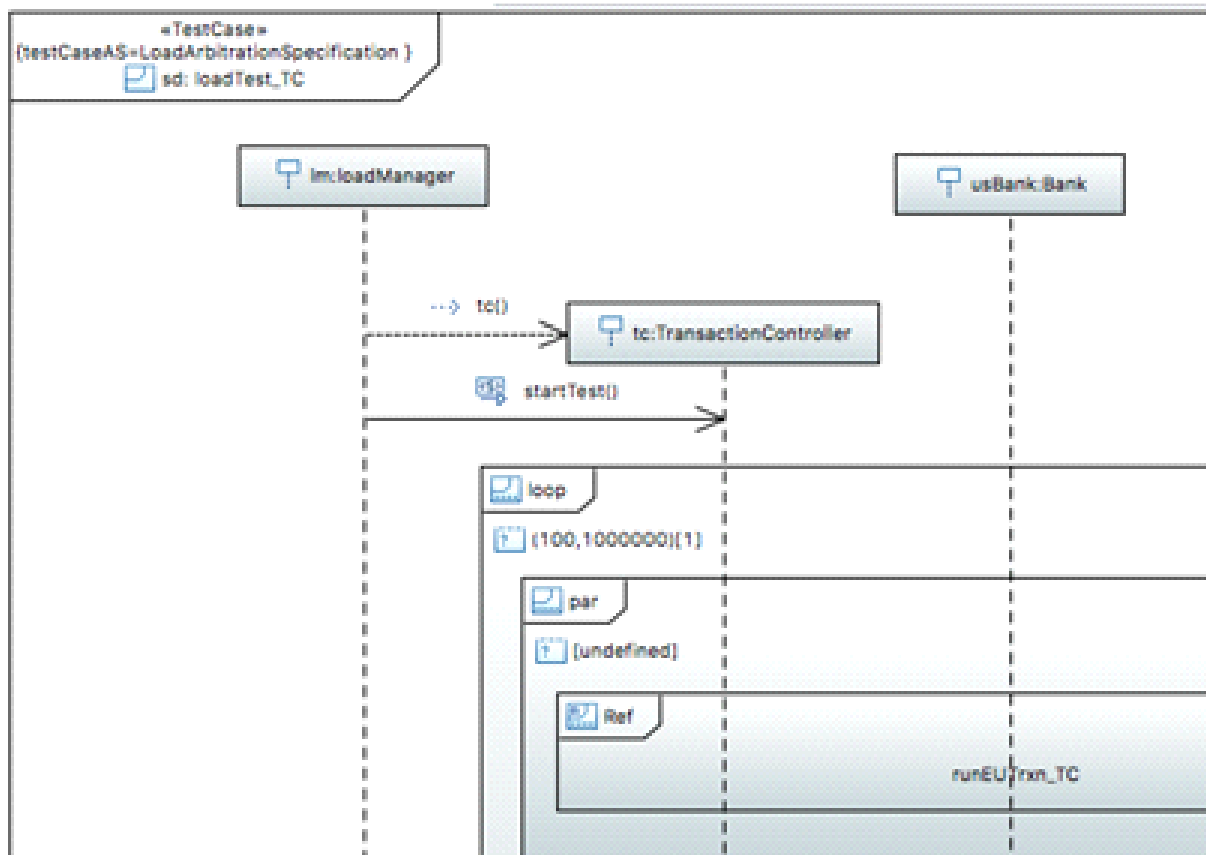 «TestCase»
{testCaseAS=LoadArbitrationSpecification }
sd: loadTest_TC
lm:loadManager
usBank:Bank
tc()
tc:TransactionController
startTest()
loop
(100,1000000)[1]
par
[undefined]
Ref
runEUTrxn_TC